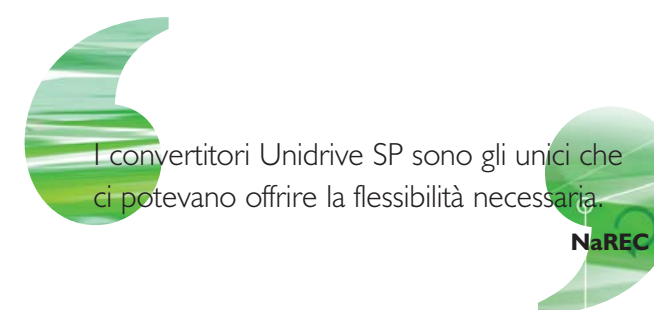 I convertitori Unidrive SP sono gli unici che
ci potevano offrire la flessibilità necessaria.
NaREC